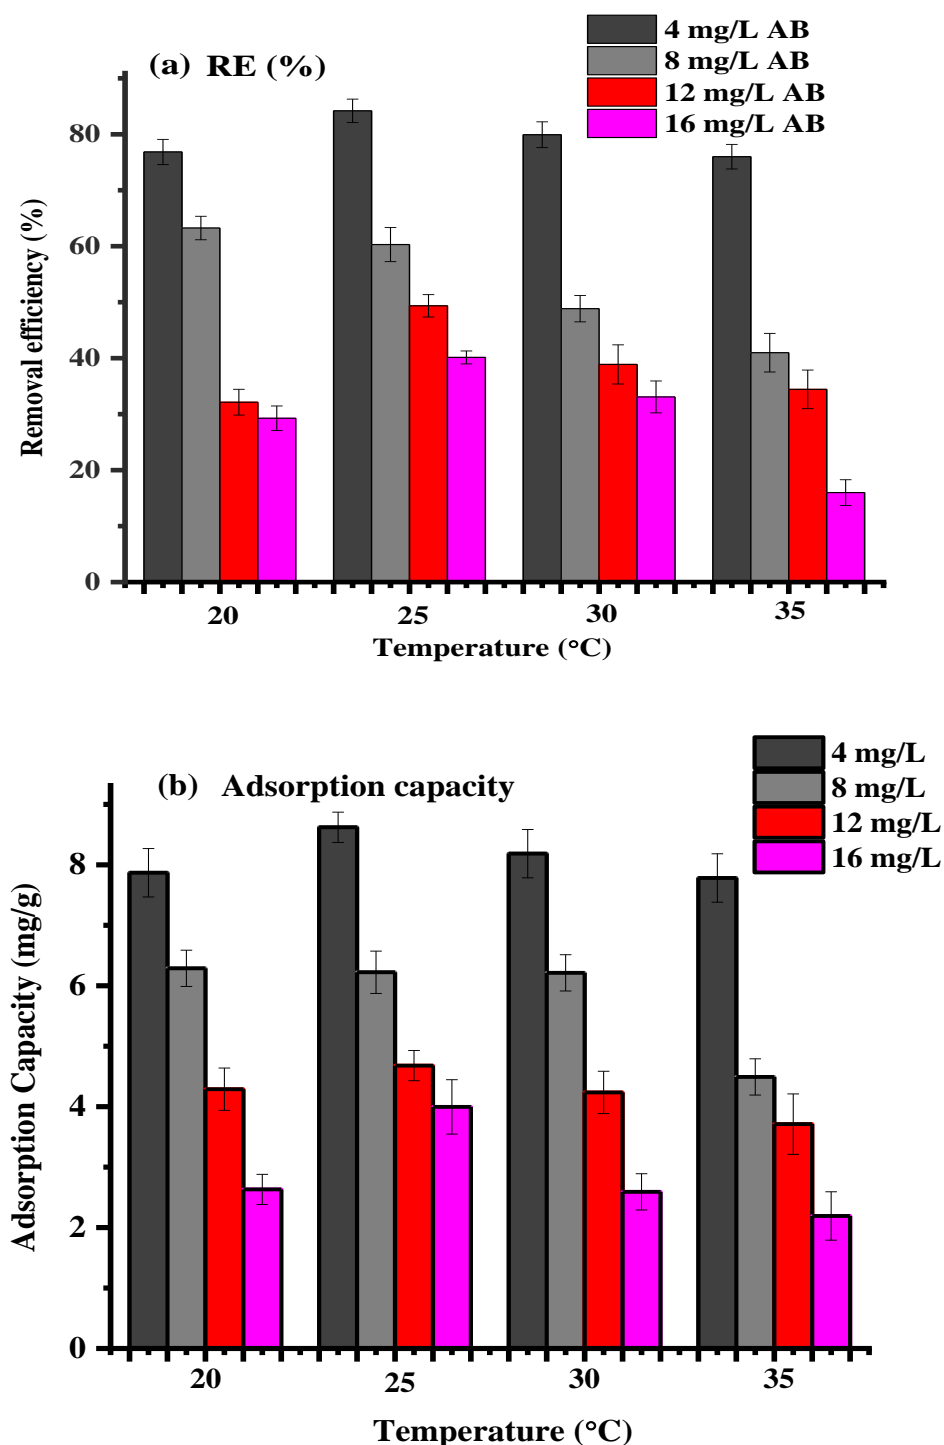 4 mg/L AB
(a) RE (%)
8 mg/L AB
12 mg/L AB
16 mg/L AB
80
60
40
20
0
Removal efficiency (%)
20
25
30
35
Temperature (°C)
4 mg/L
(b) Adsorption capacity
8 mg/L
12 mg/L
16 mg/L
8
6
4
2
0
Adsorption Capacity (mg/g)
20
25
30
35
Temperature (°C)